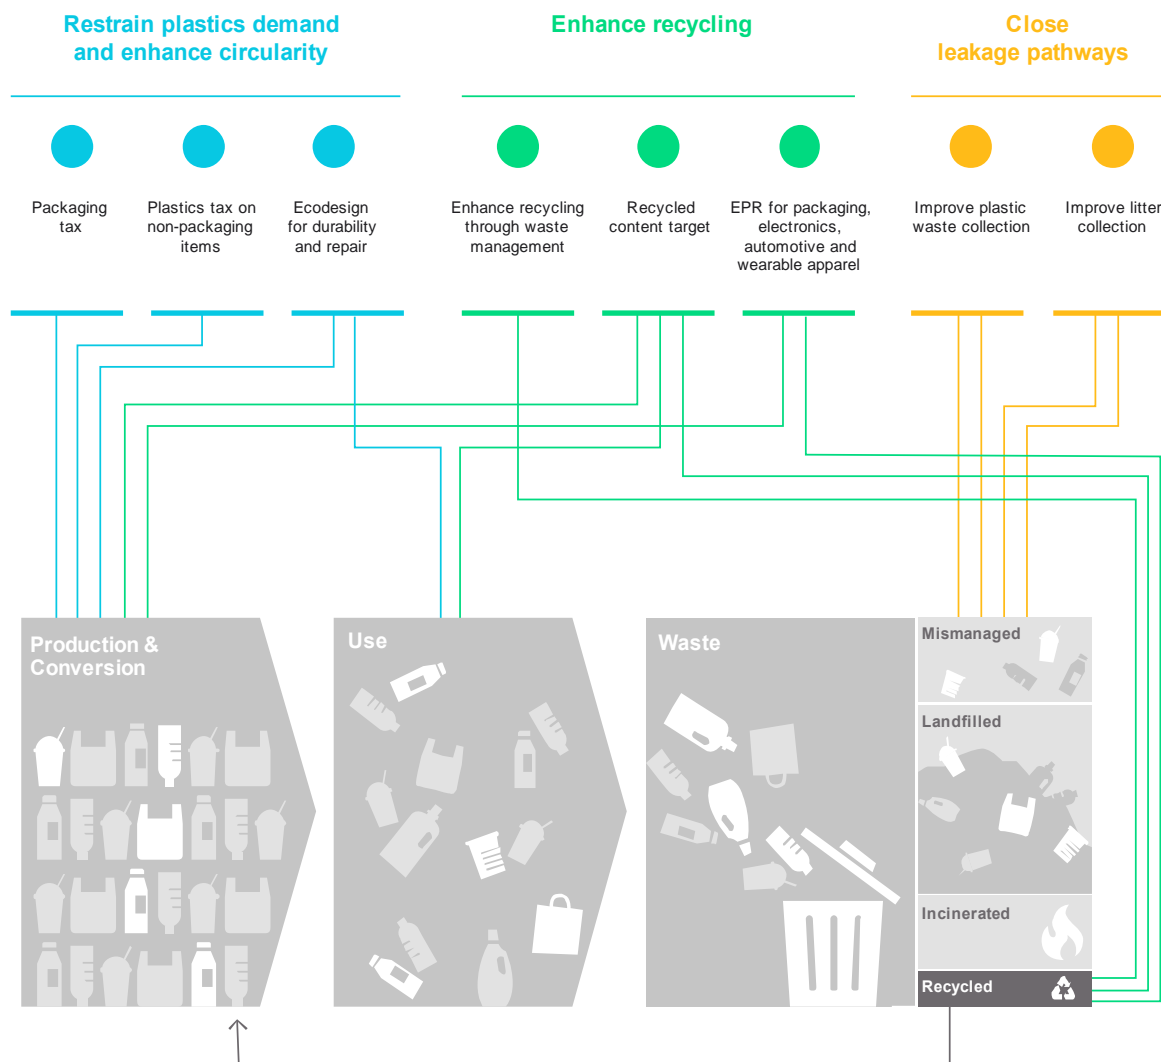 Restrain plastics demand
and enhance circularity
Enhance recycling
Close
leakage pathways
Packaging
tax
Plastics tax on
non-packaging
items
Ecodesign
for durability
and repair
Enhance recycling
through waste
management
Recycled
content target
EPR for packaging,
electronics,
automotive and
wearable apparel
Improve plastic
waste collection
Improve litter
collection
Production &
Conversion
Use
Waste
Mismanaged
Landfilled
Incinerated
Recycled